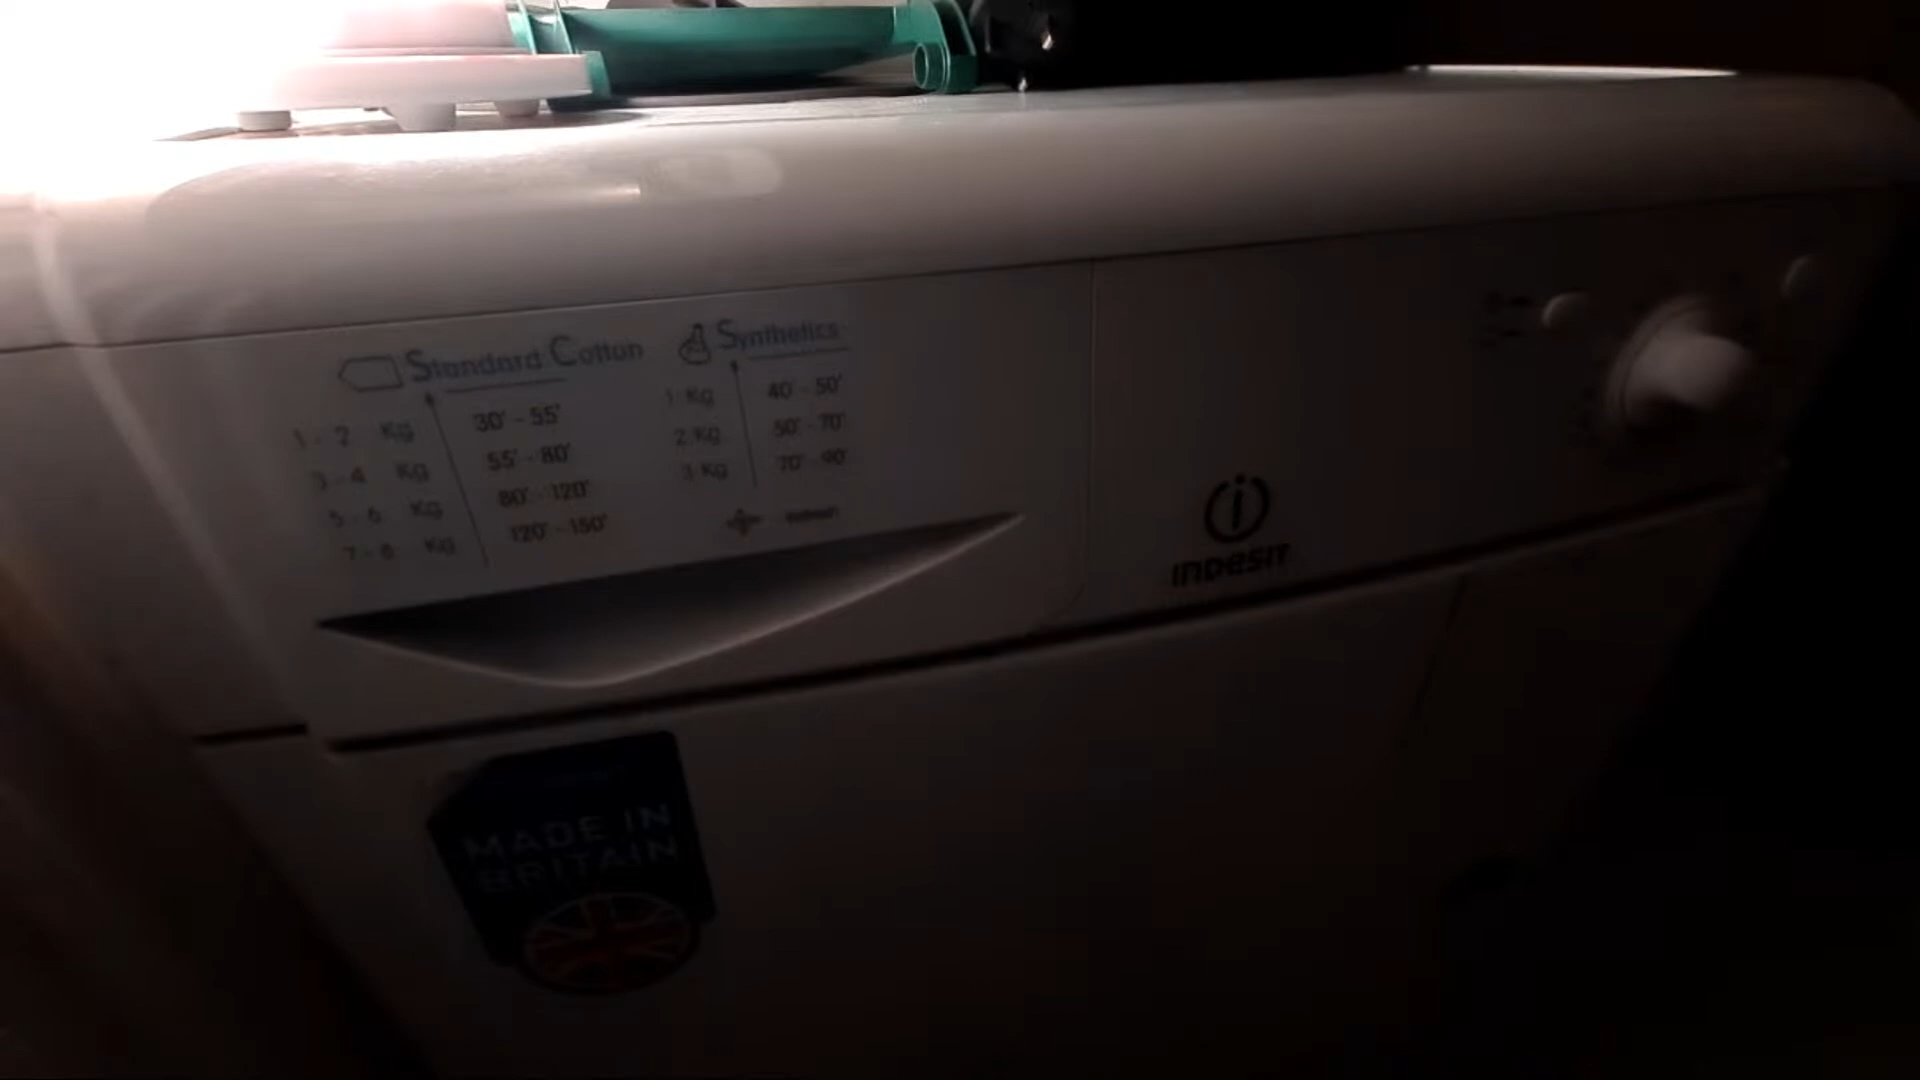 Standard Cotton
1 - 2 Kg 30' - 55'
3 - 4 Kg 55' - 80'
5 - 6 Kg 80' - 120'
7 - 8 Kg 120' - 150'
Synthetics
1 Kg 40' - 50'
2 Kg 50' - 70'
3 Kg 70' - 90'
Refresh
INDESIT
MADE IN
BRITAIN